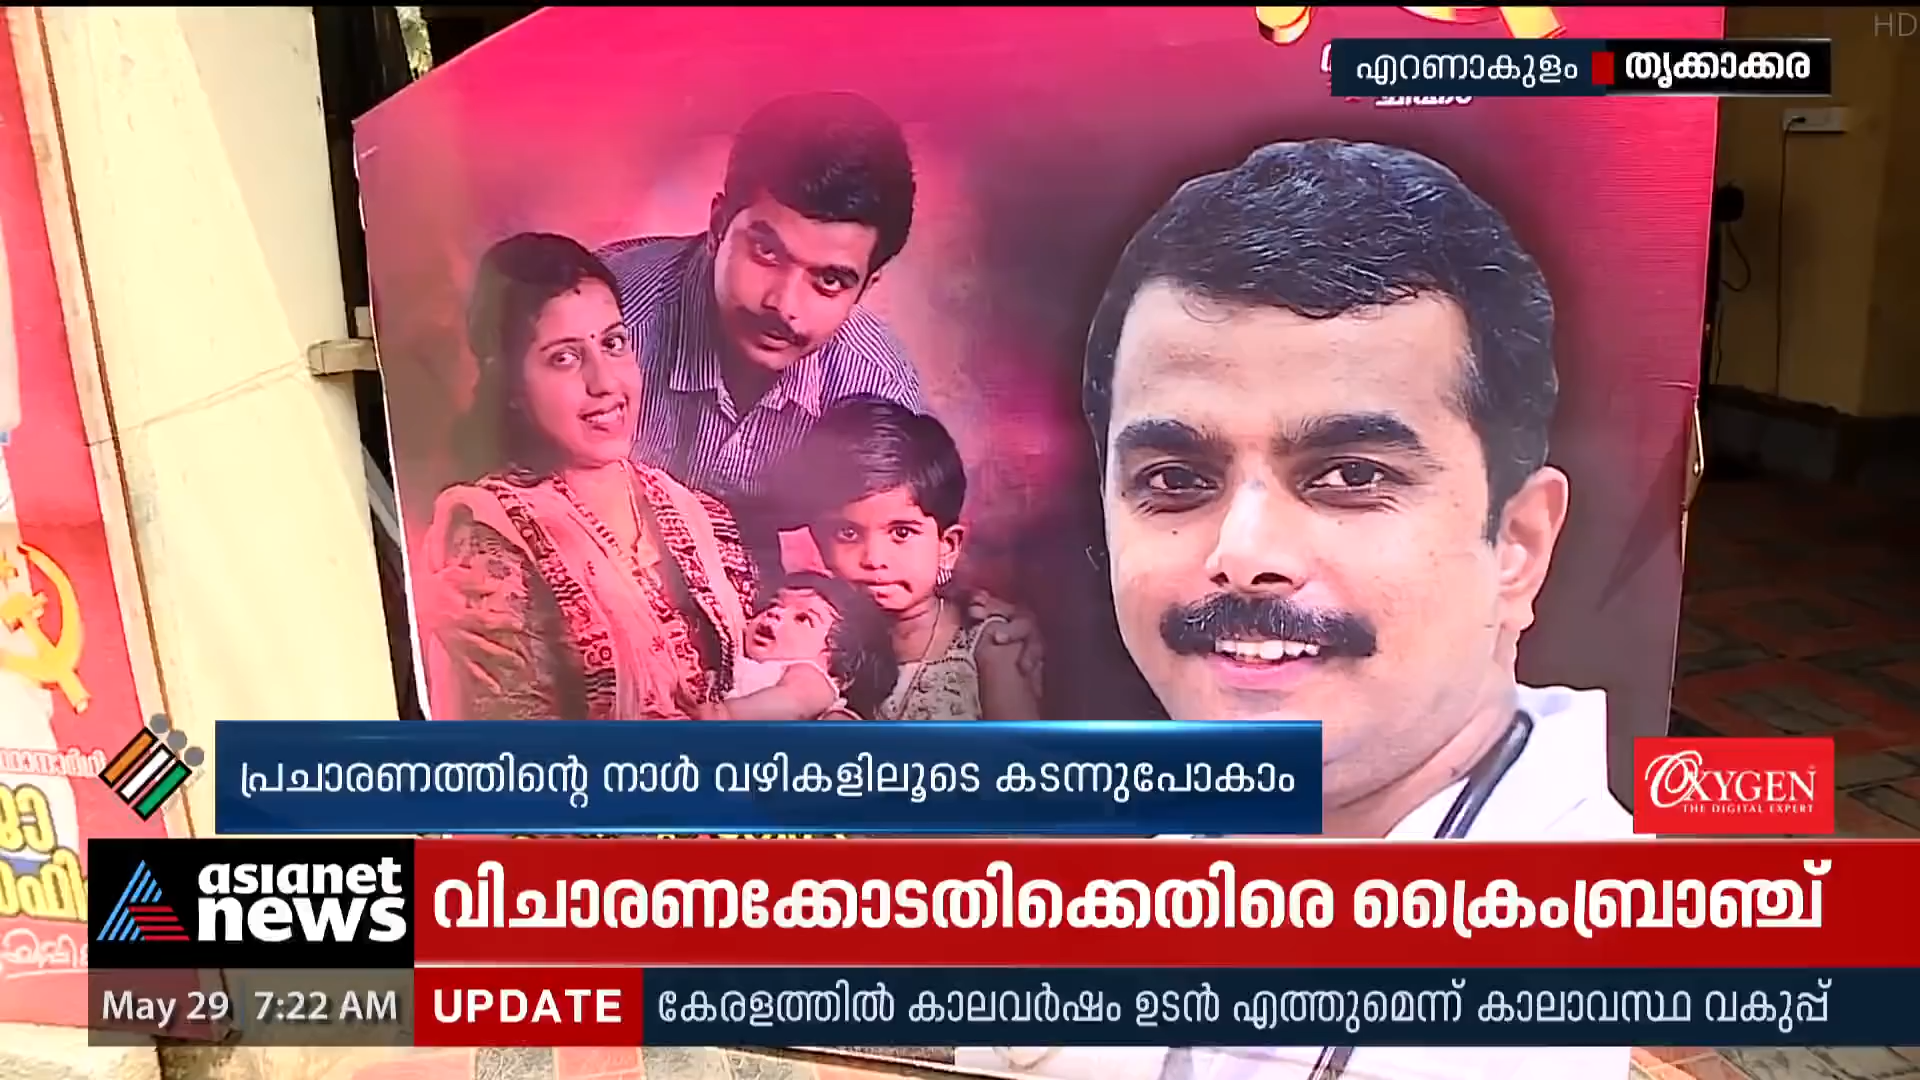 HD
എറണാകുളം തൃക്കാക്കര
ചിഹ്നം
പ്രചാരണത്തിന്റെ നാൾ വഴികളിലൂടെ കടന്നുപോകാം
OXYGEN
THE DIGITAL EXPERT
asianet news
വിചാരണക്കോടതിക്കെതിരെ ക്രൈംബ്രാഞ്ച്
May 29 7:22 AM
UPDATE കേരളത്തിൽ കാലവർഷം ഉടൻ എത്തുമെന്ന് കാലാവസ്ഥ വകുപ്പ്